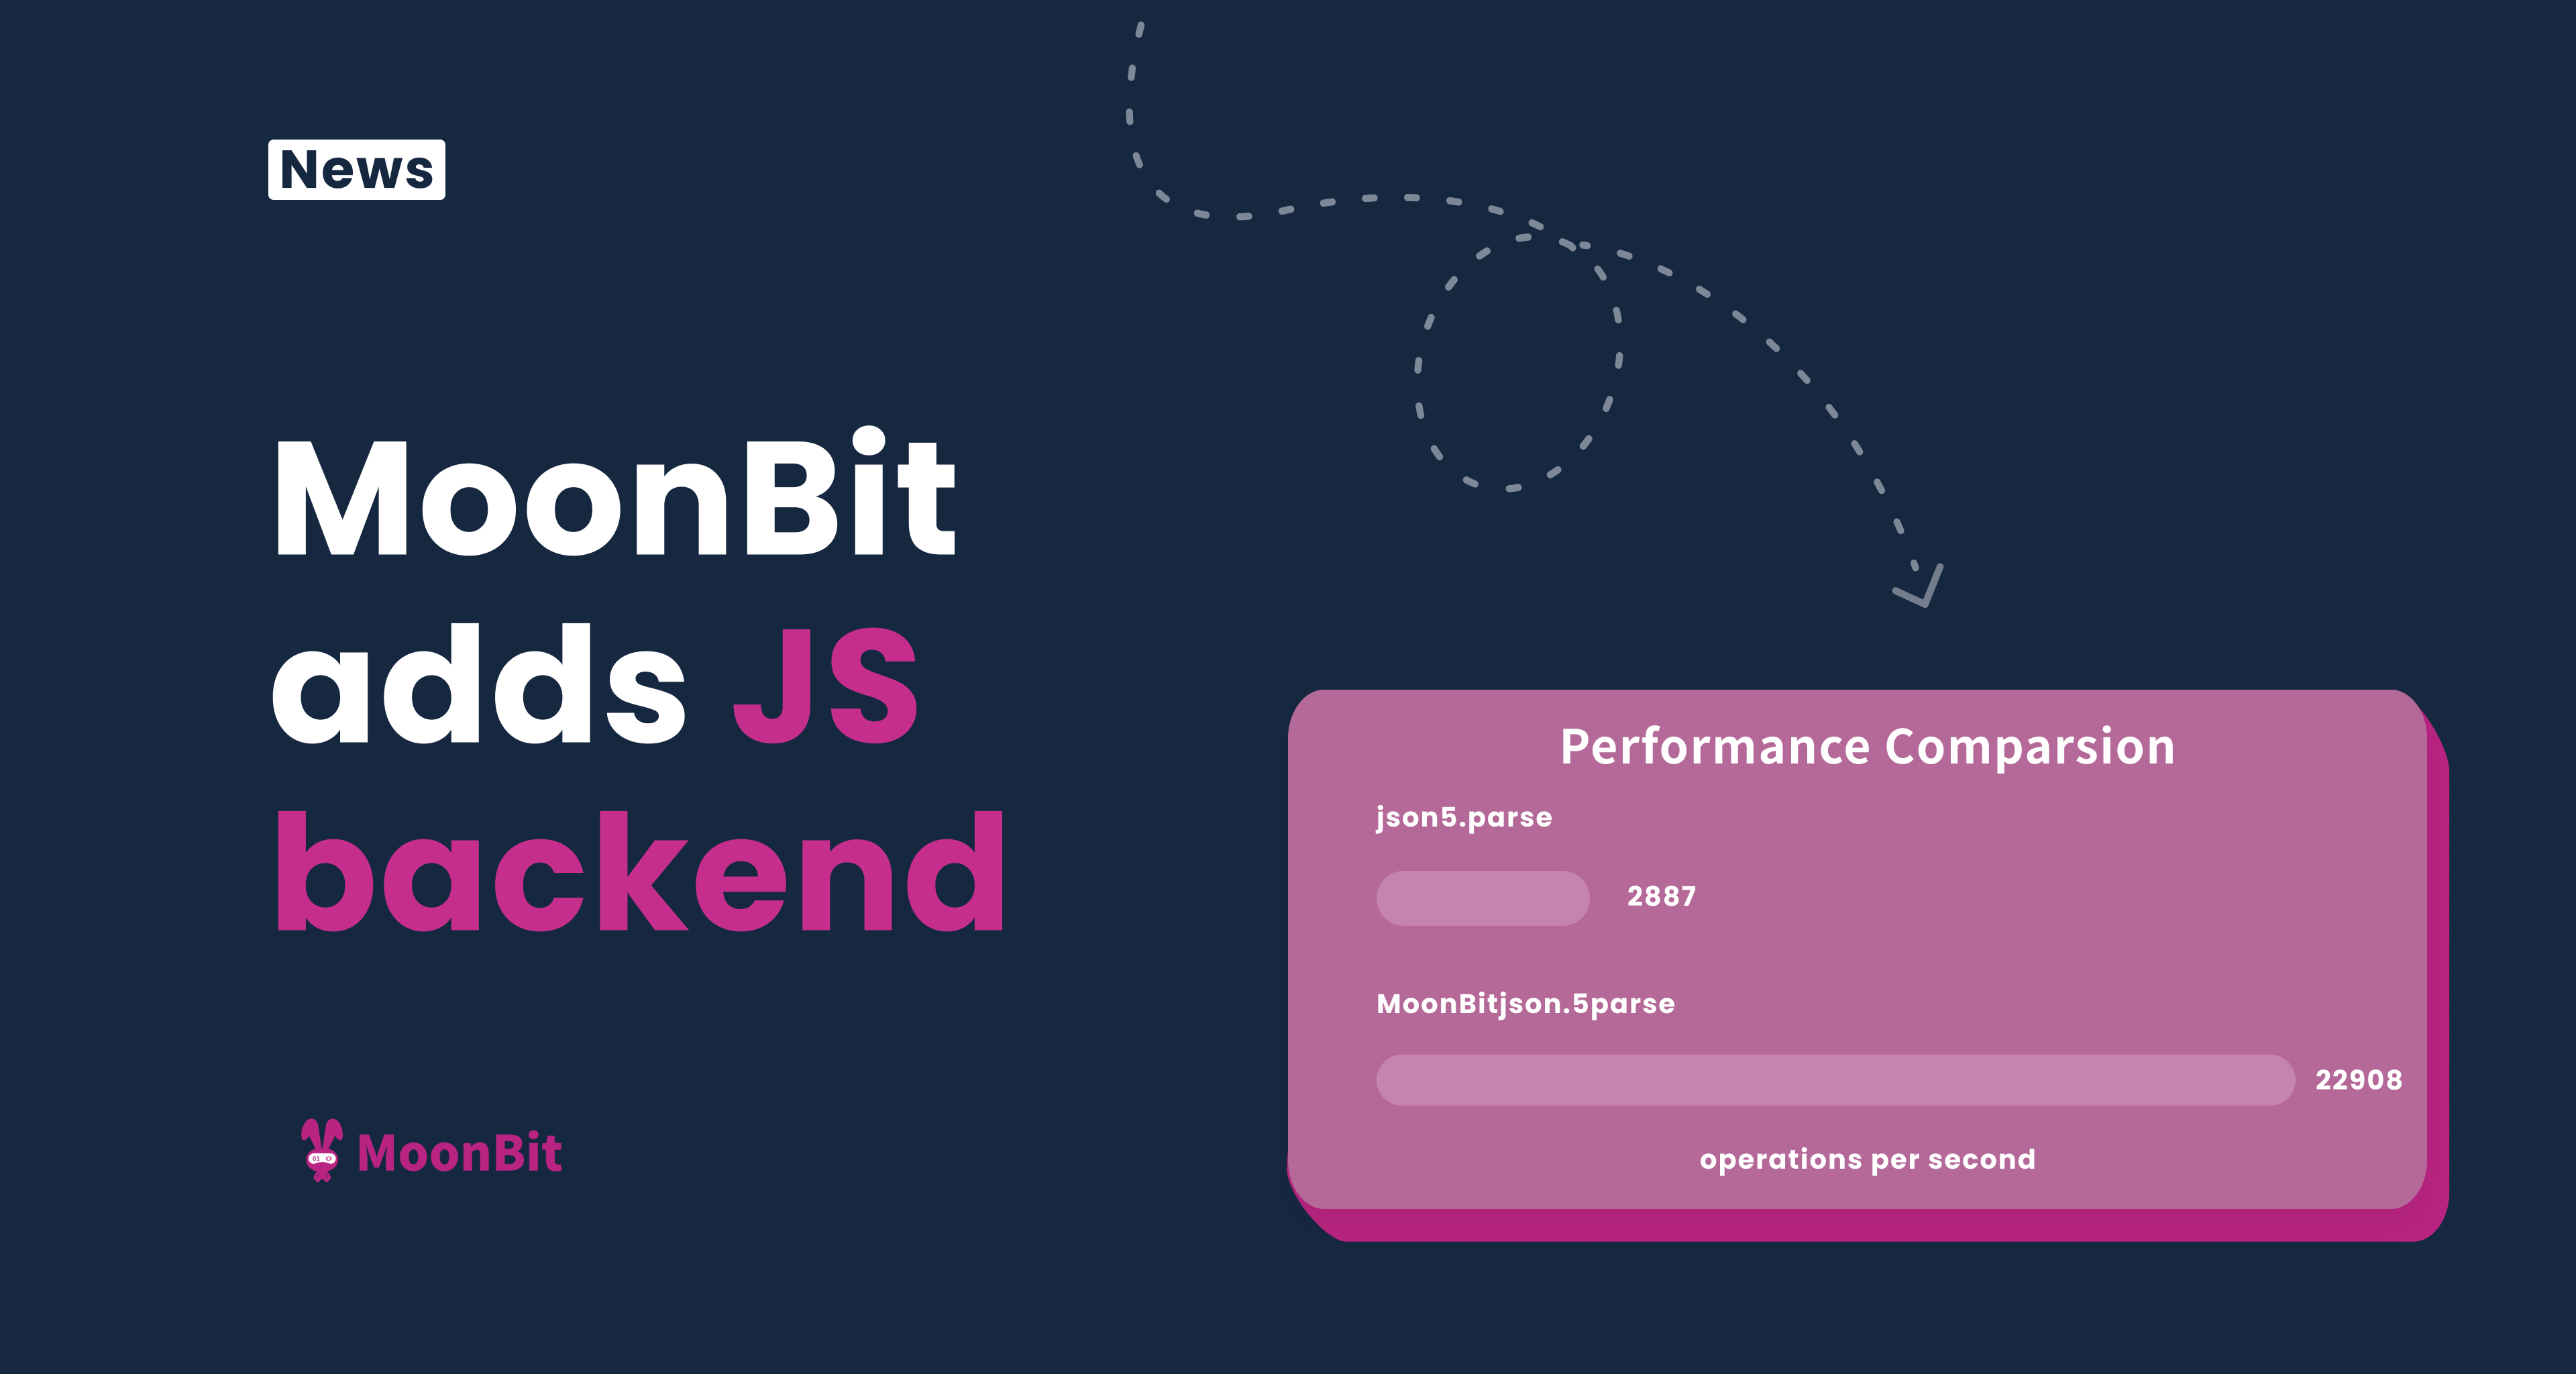 News
MoonBit
adds JS
backend
MoonBit
Performance Comparsion
json5.parse
2887
MoonBitjson.5parse
22908
operations per second